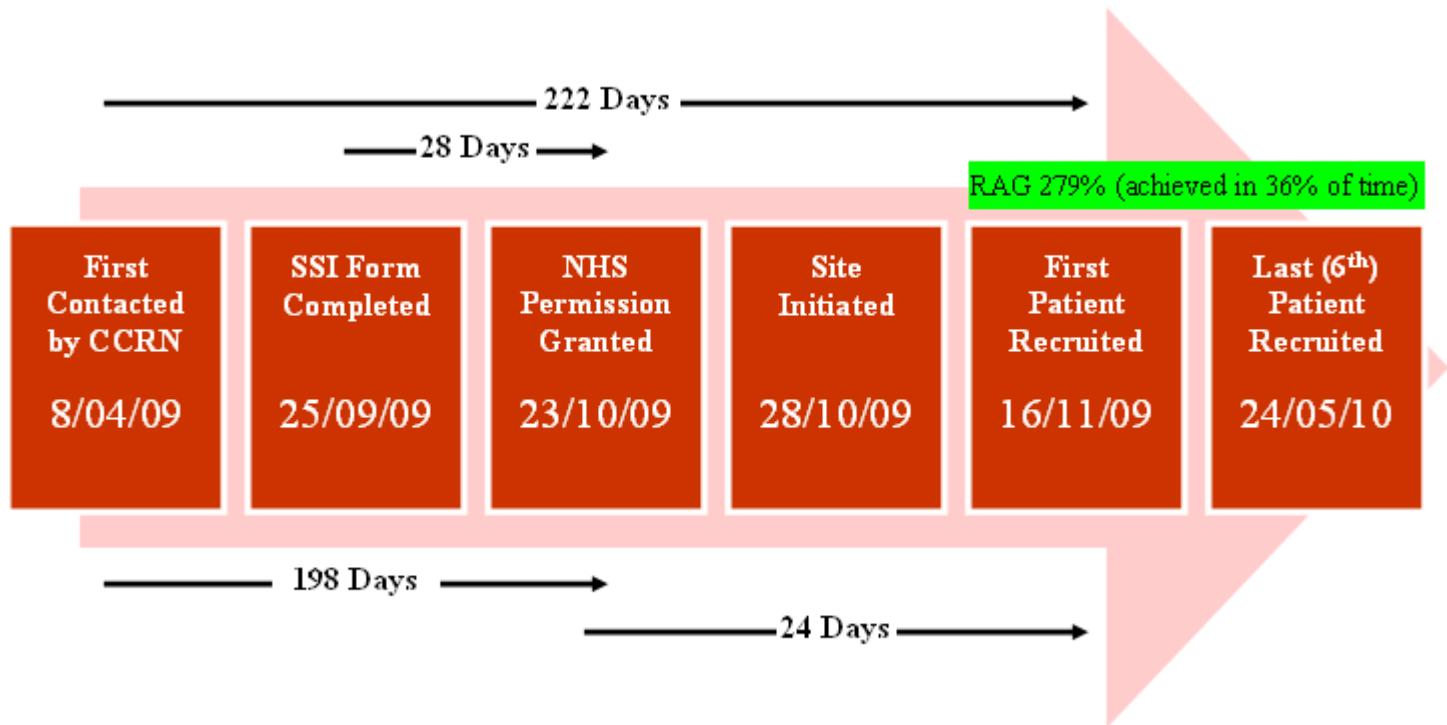 222 Days
28 Days
RAG 279% (achieved in 36% of time)
First
Contacted
by CCRN
8/04/09
SSI Form
Completed
25/09/09
NHS
Permission
Granted
23/10/09
Site
Initiated
28/10/09
First
Patient
Recruited
16/11/09
Last (6th)
Patient
Recruited
24/05/10
198 Days
24 Days